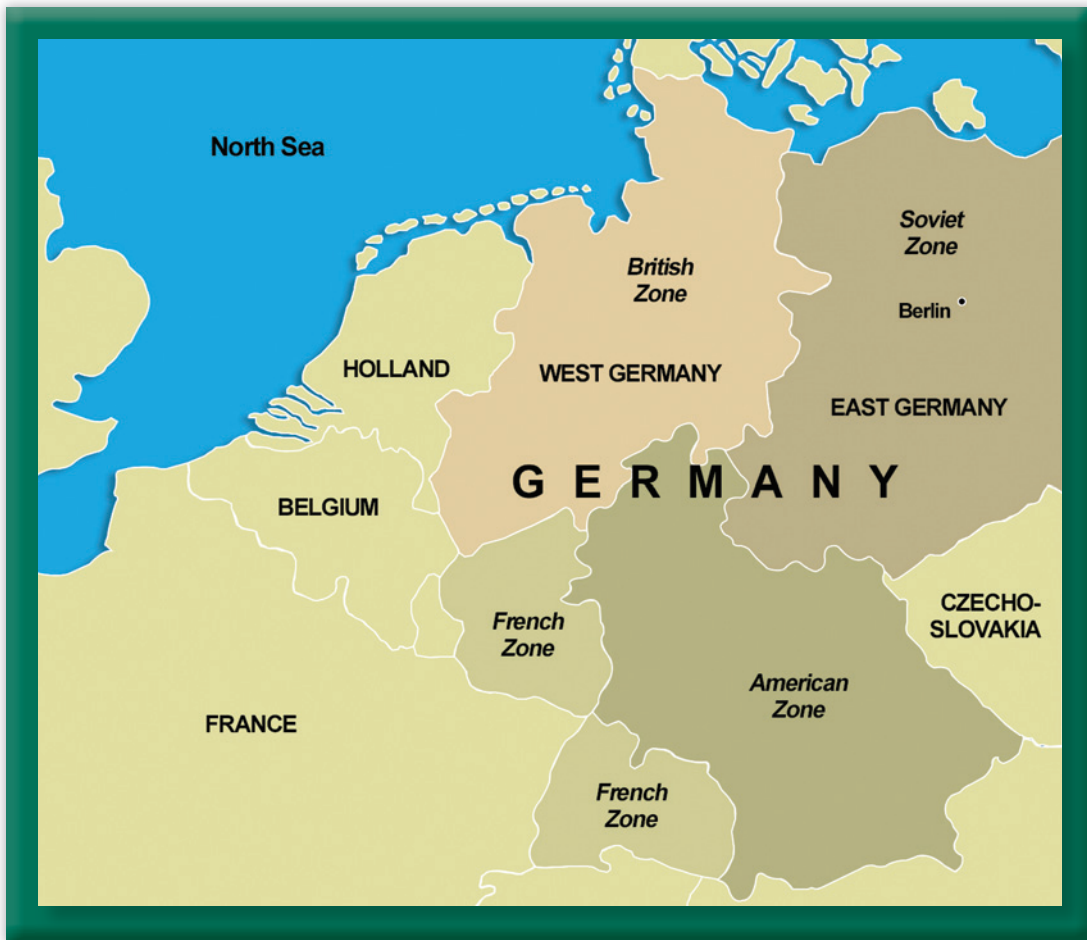 North Sea
Soviet
Zone
British
Zone
Berlin
HOLLAND
WEST GERMANY
EAST GERMANY
GERMANY
BELGIUM
CZECHO-
SLOVAKIA
French
Zone
American
Zone
FRANCE
French
Zone